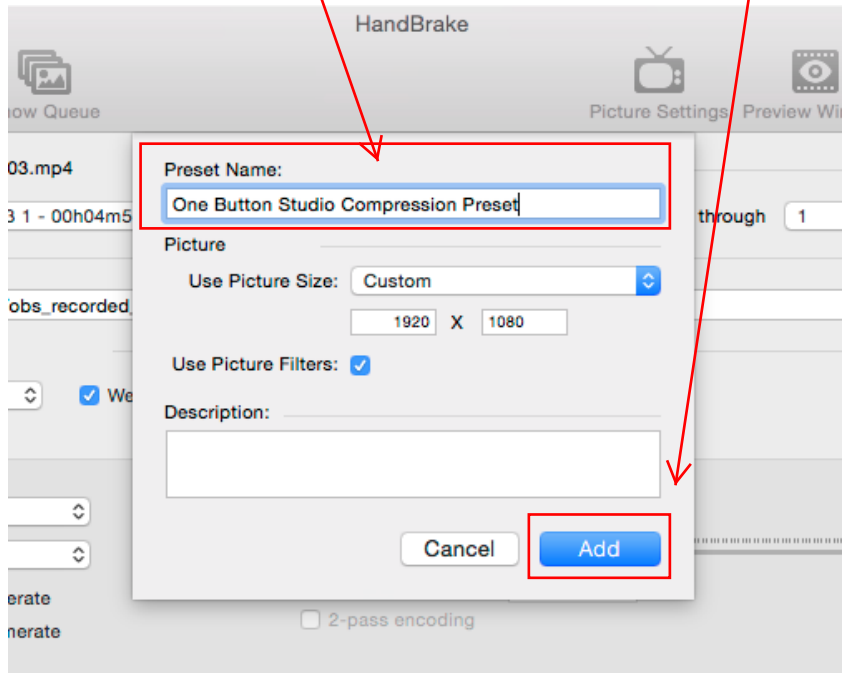 HandBrake
ow Queue
Picture Settings
Preview Wi
03.mp4
Preset Name:
3 1 - 00h04m5
One Button Studio Compression Preset
through
1
Picture
Use Picture Size:
Custom
obs_recorded
1920 X 1080
Use Picture Filters:
We
Description:
Cancel
Add
erate
nerate
2-pass encoding